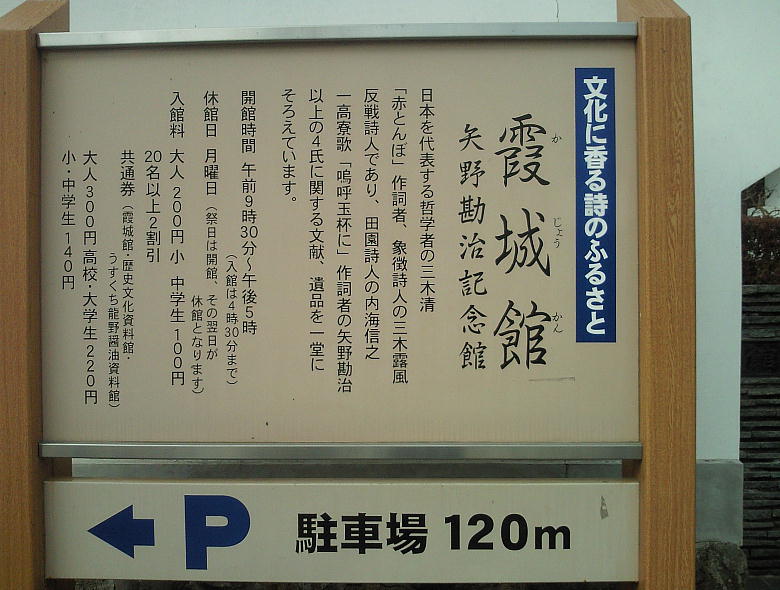 文化に香る詩のふるさと
霞城館
か じょう かん
矢野勘治記念館
日本を代表する哲学者の三木清
「赤とんぼ」作詞者、象徴詩人の三木露風
反戦詩人であり、田園詩人の内海信之
一高寮歌「嗚呼玉杯に」作詞者の矢野勘治
以上の4氏に関する文献、遺品を一堂に
そろえています。
開館時間 午前9時30分〜午後5時
(入館は4時30分まで)
休館日 月曜日(祭日は開館、その翌日が
休館となります)
入館料 大人 200円 小 中学生 100円
20名以上2割引
共通券(霞城館・歴史文化資料館・
うすくち龍野醤油資料館)
大人300円 高校・大学生 220円
小・中学生 140円
P 駐車場 120m